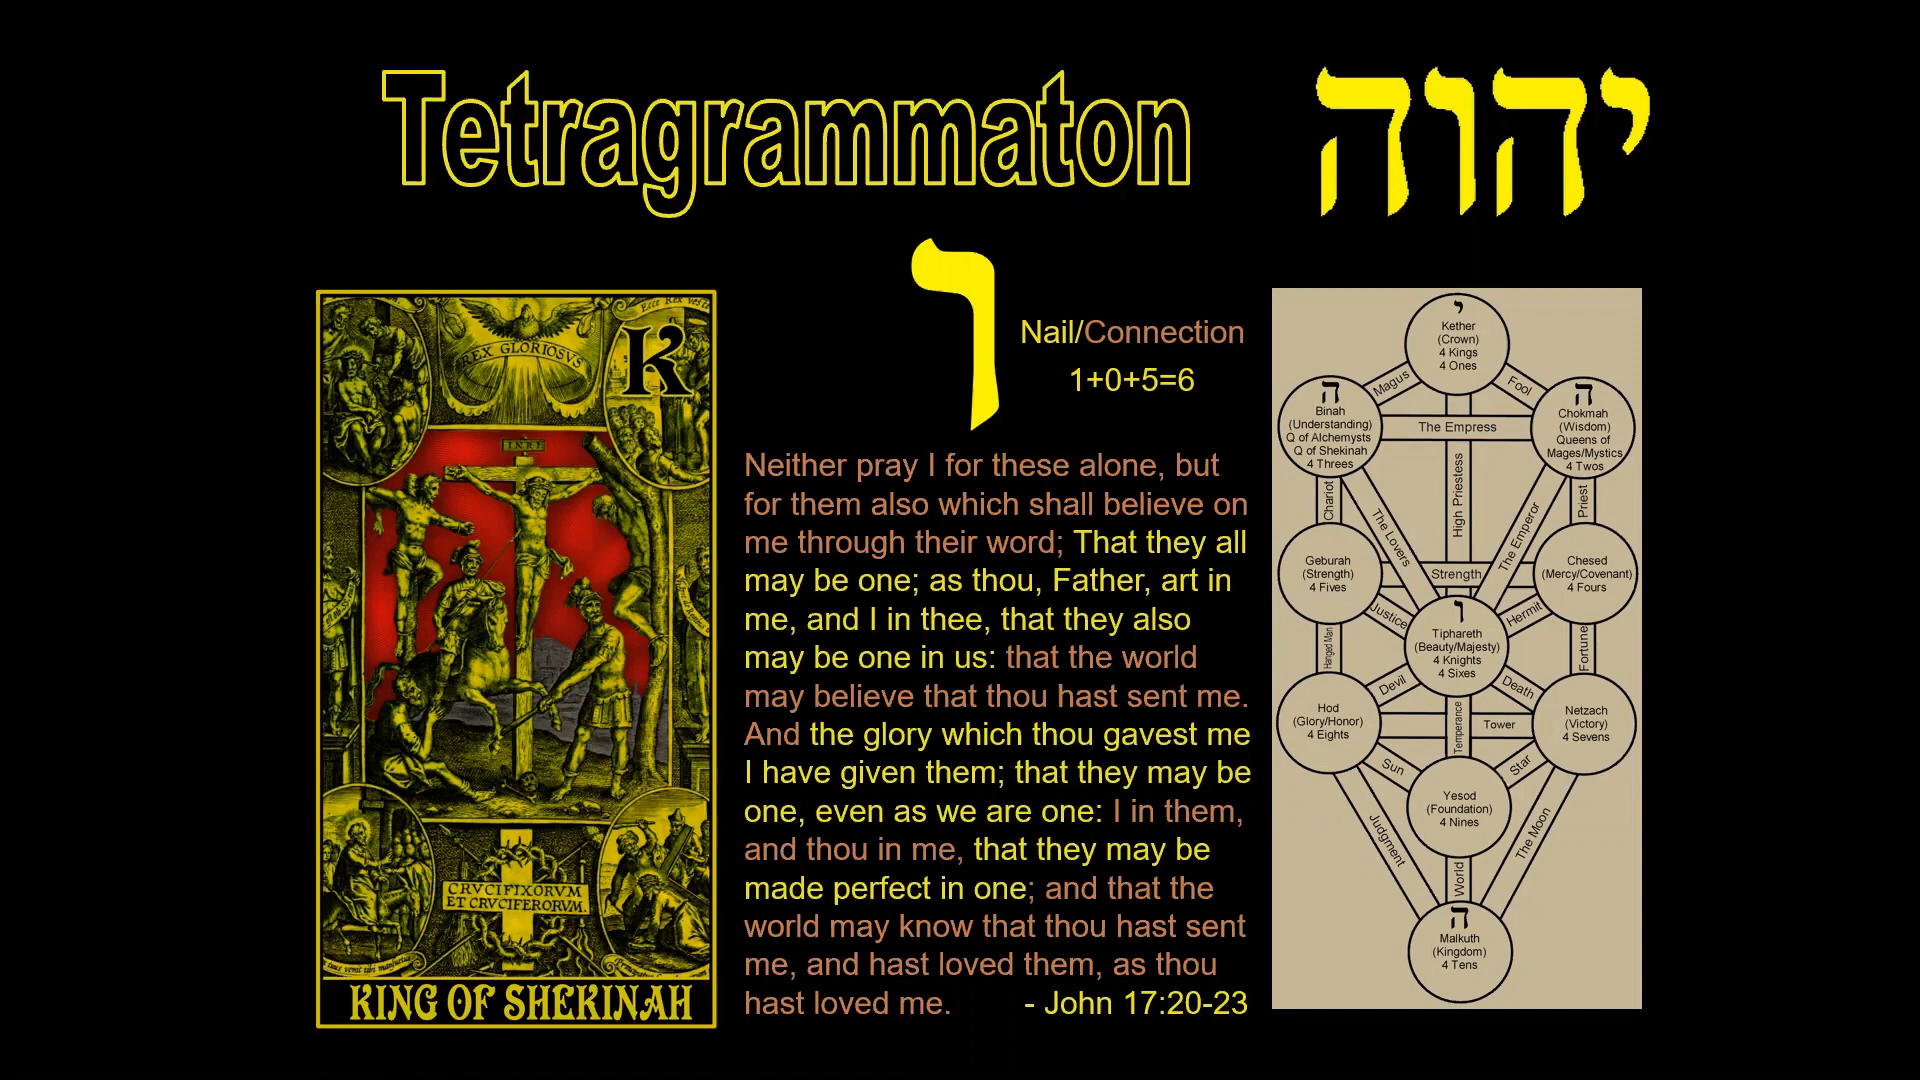 Tetragrammaton
יהוה
ו
Nail/Connection
1+0+5=6
Neither pray I for these alone, but
for them also which shall believe on
me through their word; That they all
may be one; as thou, Father, art in
me, and I in thee, that they also
may be one in us: that the world
may believe that thou hast sent me.
And the glory which thou gavest me
I have given them; that they may be
one, even as we are one: I in them,
and thou in me, that they may be
made perfect in one; and that the
world may know that thou hast sent
me, and hast loved them, as thou
hast loved me.
- John 17:20-23
REX GLORIOSVS
K
INRI
CRVCIFIXORVM
ET CRVCIFERORVM.
KING OF SHEKINAH
י
Kether
(Crown)
4 Kings
4 Ones
Magus
Fool
ה
Binah
(Understanding)
Q of Alchemysts
Q of Shekinah
4 Threes
The Empress
ה
Chokmah
(Wisdom)
Queens of
Mages/Mystics
4 Twos
Chariot
The Lovers
High Priestess
The Emperor
Priest
Geburah
(Strength)
4 Fives
Strength
Chesed
(Mercy/Covenant)
4 Fours
Justice
Hermit
Hanged Man
ו
Tiphareth
(Beauty/Majesty)
4 Knights
4 Sixes
Fortune
Devil
Death
Hod
(Glory/Honor)
4 Eights
Temperance
Tower
Netzach
(Victory)
4 Sevens
Sun
Star
Yesod
(Foundation)
4 Nines
Judgment
World
The Moon
ה
Malkuth
(Kingdom)
4 Tens